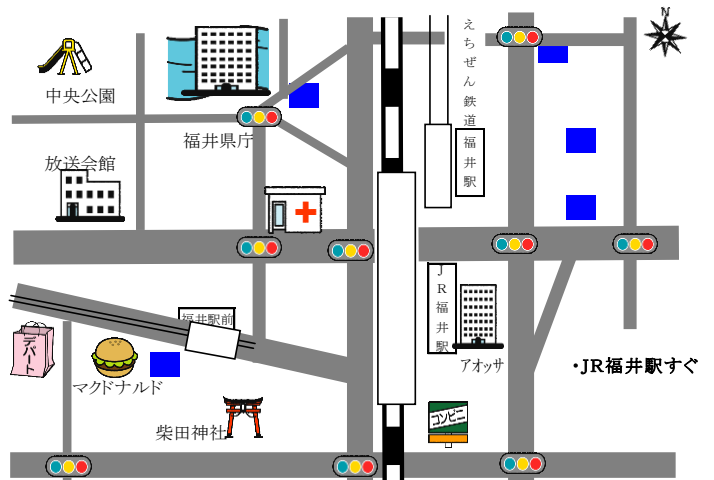 N
えちぜん鉄道
福井駅
中央公園
福井県庁
放送会館
JR福井駅
福井駅前
デパート
マクドナルド
アオッサ
・JR福井駅すぐ
コンビニ
柴田神社